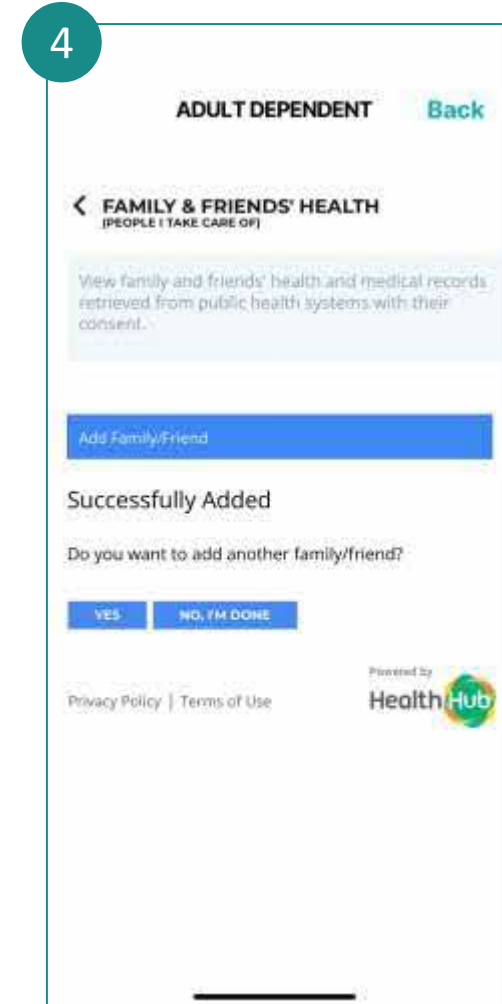 4
ADULT DEPENDENT Back
FAMILY & FRIENDS' HEALTH
(PEOPLE I TAKE CARE OF)
View family and friends' health and medical records
retrieved from public health systems with their
consent.
Add Family/Friend
Successfully Added
Do you want to add another family/friend?
YES NO, I'M DONE
Powered by
Privacy Policy | Terms of Use HealthHub